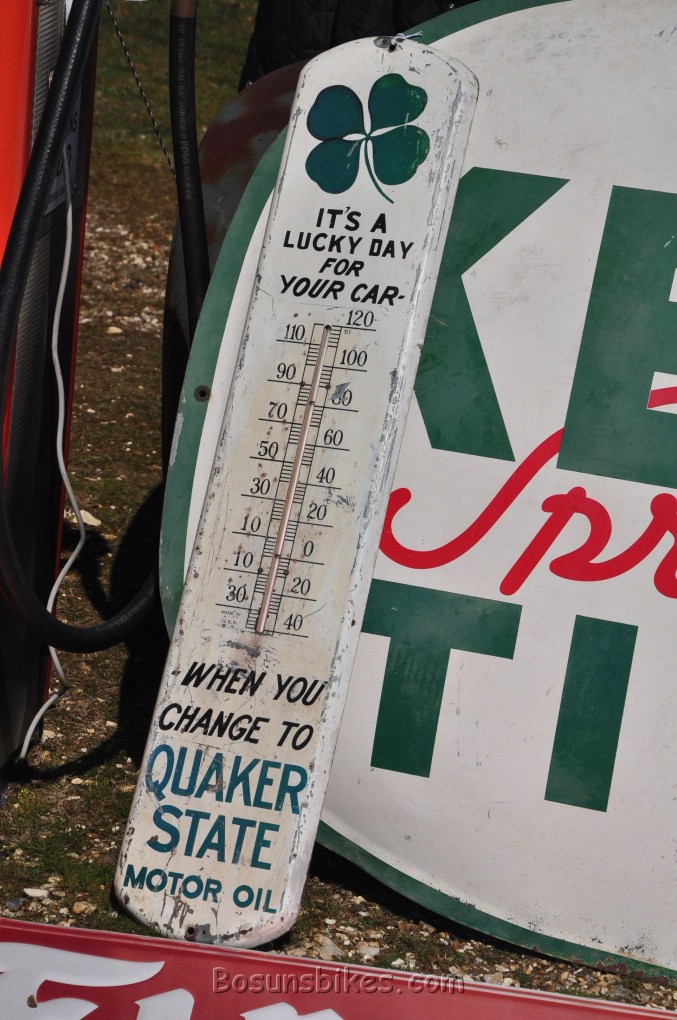 IT'S A
LUCKY DAY
FOR
YOUR CAR-
110 120
90 100
70 80
50 60
30 40
10 20
10 0
30 20
40
-WHEN YOU
CHANGE TO
QUAKER
STATE
MOTOR OIL
KE
Spr
TI
Bosunsbikes.com